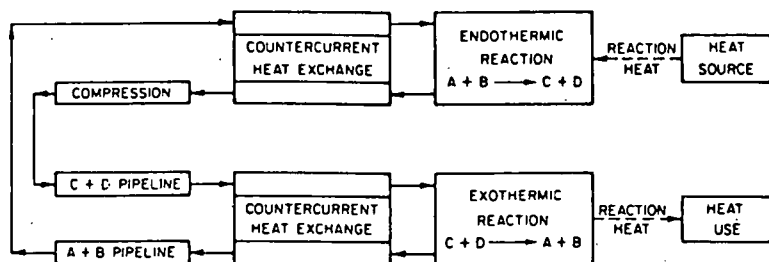 COUNTERCURRENT
HEAT EXCHANGE
ENDOTHERMIC
REACTION
A + B → C + D
REACTION
HEAT
HEAT
SOURCE
COMPRESSION
C + D PIPELINE
COUNTERCURRENT
HEAT EXCHANGE
A + B PIPELINE
EXOTHERMIC
REACTION
C + D → A + B
REACTION
HEAT
HEAT
USE